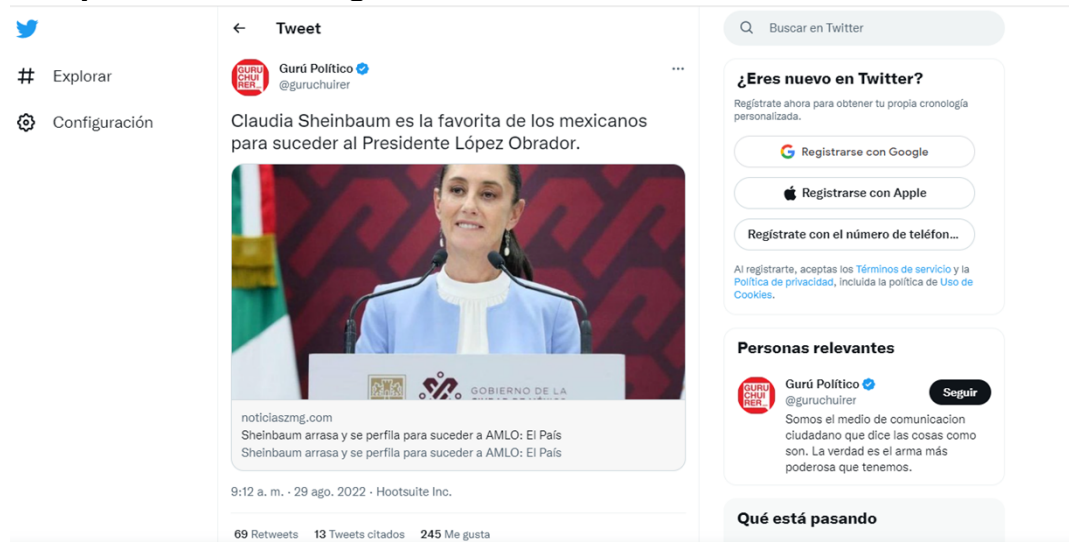 Tweet
Buscar en Twitter
Explorar
Configuración
GURU
CHUI
RER_
Gurú Político
@guruchuirer
Claudia Sheinbaum es la favorita de los mexicanos
para suceder al Presidente López Obrador.
GOBIERNO DE LA
noticiaszmg.com
Sheinbaum arrasa y se perfila para suceder a AMLO: El País
Sheinbaum arrasa y se perfila para suceder a AMLO: El País
9:12 a. m. · 29 ago. 2022 · Hootsuite Inc.
69 Retweets 13 Tweets citados 245 Me gusta
¿Eres nuevo en Twitter?
Regístrate ahora para obtener tu propia cronología
personalizada.
Registrarse con Google
Registrarse con Apple
Regístrate con el número de teléfon...
Al registrarte, aceptas los Términos de servicio y la
Política de privacidad, incluida la política de Uso de
Cookies.
Personas relevantes
GURU
CHUI
RER_
Gurú Político
@guruchuirer
Seguir
Somos el medio de comunicacion
ciudadano que dice las cosas como
son. La verdad es el arma más
poderosa que tenemos.
Qué está pasando